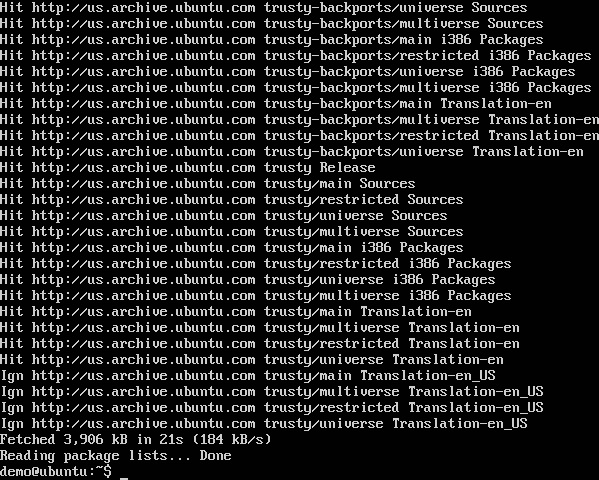 Hit http://us.archive.ubuntu.com trusty-backports/universe Sources
Hit http://us.archive.ubuntu.com trusty-backports/multiverse Sources
Hit http://us.archive.ubuntu.com trusty-backports/main i386 Packages
Hit http://us.archive.ubuntu.com trusty-backports/restricted i386 Packages
Hit http://us.archive.ubuntu.com trusty-backports/universe i386 Packages
Hit http://us.archive.ubuntu.com trusty-backports/multiverse i386 Packages
Hit http://us.archive.ubuntu.com trusty-backports/main Translation-en
Hit http://us.archive.ubuntu.com trusty-backports/multiverse Translation-en
Hit http://us.archive.ubuntu.com trusty-backports/restricted Translation-en
Hit http://us.archive.ubuntu.com trusty-backports/universe Translation-en
Hit http://us.archive.ubuntu.com trusty Release
Hit http://us.archive.ubuntu.com trusty/main Sources
Hit http://us.archive.ubuntu.com trusty/restricted Sources
Hit http://us.archive.ubuntu.com trusty/universe Sources
Hit http://us.archive.ubuntu.com trusty/multiverse Sources
Hit http://us.archive.ubuntu.com trusty/main i386 Packages
Hit http://us.archive.ubuntu.com trusty/restricted i386 Packages
Hit http://us.archive.ubuntu.com trusty/universe i386 Packages
Hit http://us.archive.ubuntu.com trusty/multiverse i386 Packages
Hit http://us.archive.ubuntu.com trusty/main Translation-en
Hit http://us.archive.ubuntu.com trusty/multiverse Translation-en
Hit http://us.archive.ubuntu.com trusty/restricted Translation-en
Hit http://us.archive.ubuntu.com trusty/universe Translation-en
Ign http://us.archive.ubuntu.com trusty/main Translation-en_US
Ign http://us.archive.ubuntu.com trusty/multiverse Translation-en_US
Ign http://us.archive.ubuntu.com trusty/restricted Translation-en_US
Ign http://us.archive.ubuntu.com trusty/universe Translation-en_US
Fetched 3,906 kB in 21s (184 kB/s)
Reading package lists... Done
demo@ubuntu:~$ _